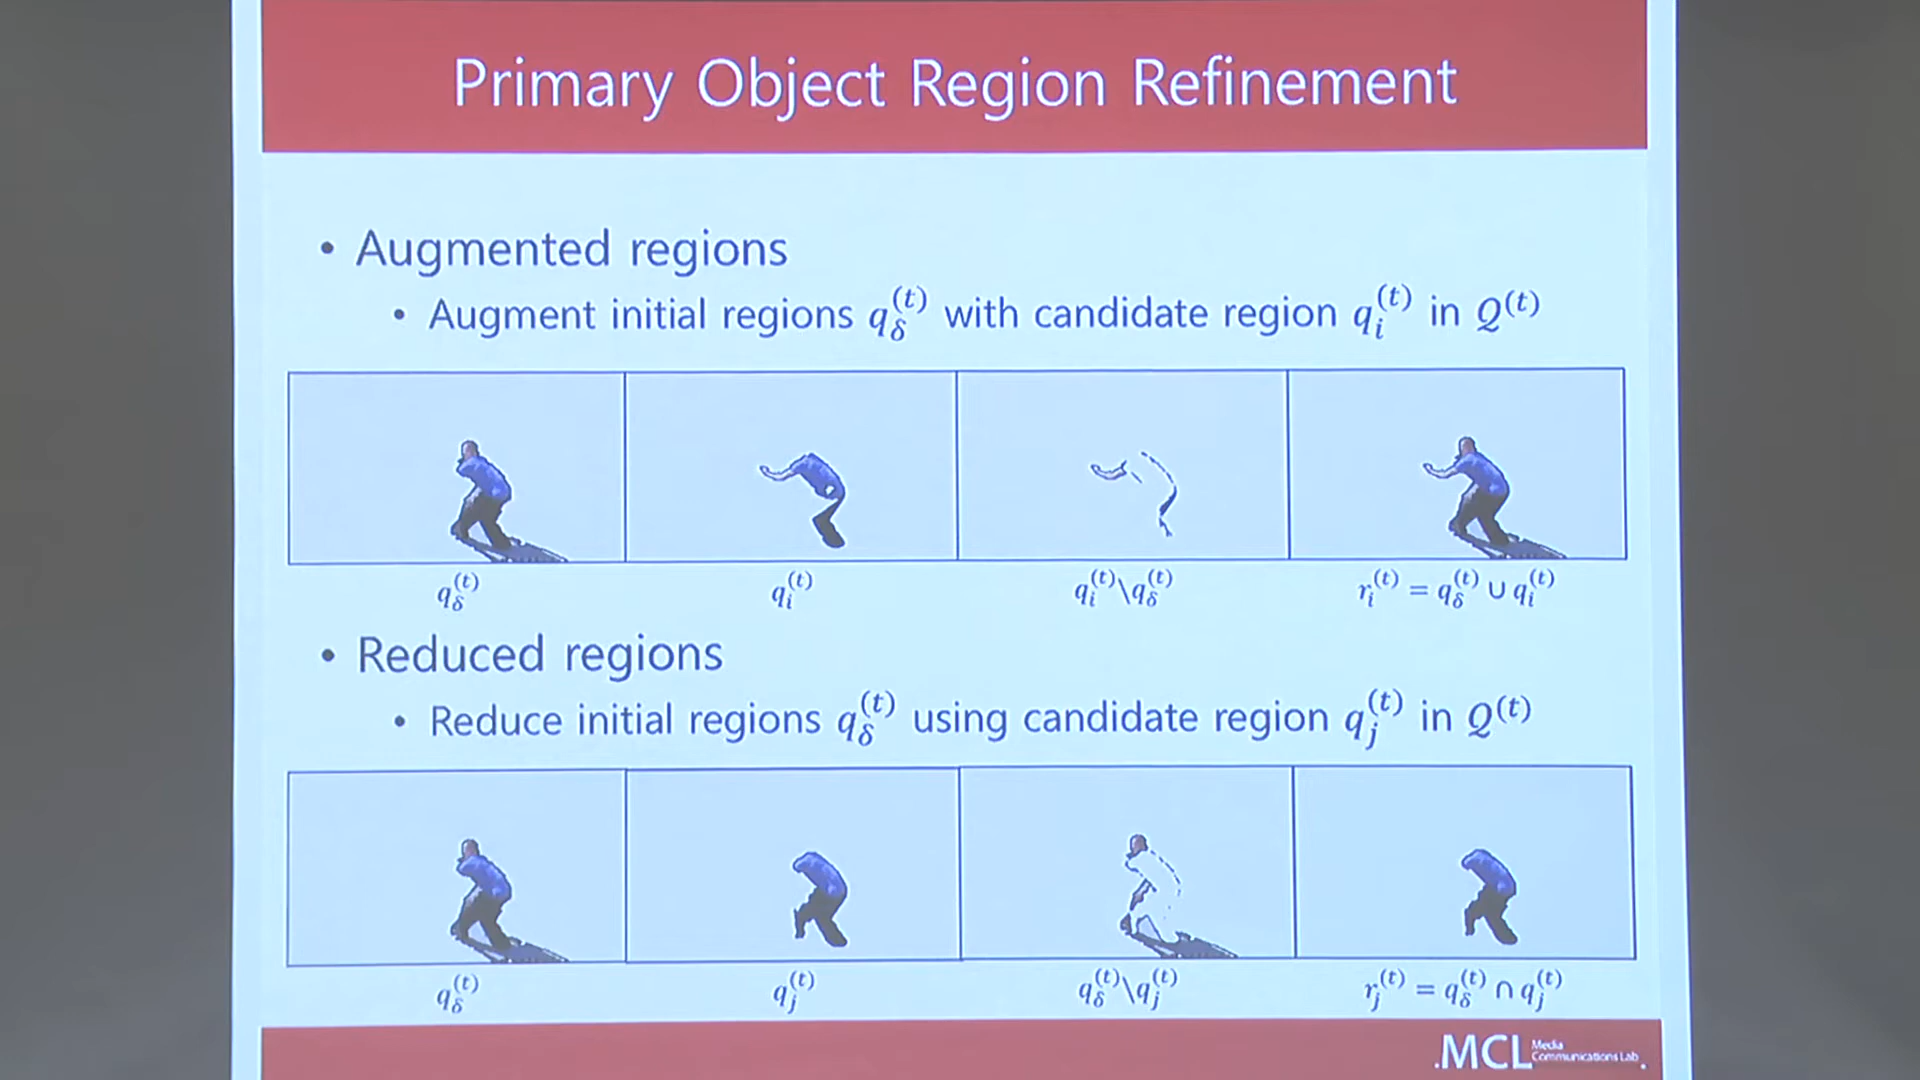 Primary Object Region Refinement
• Augmented regions
• Augment initial regions q_δ^(t) with candidate region q_i^(t) in Q^(t)
q_δ^(t) q_i^(t) q_i^(t)\q_δ^(t) r_i^(t) = q_δ^(t) ∪ q_i^(t)
• Reduced regions
• Reduce initial regions q_δ^(t) using candidate region q_j^(t) in Q^(t)
q_δ^(t) q_j^(t) q_δ^(t)\q_j^(t) r_j^(t) = q_δ^(t) ∩ q_j^(t)
MCL Media
Communications Lab